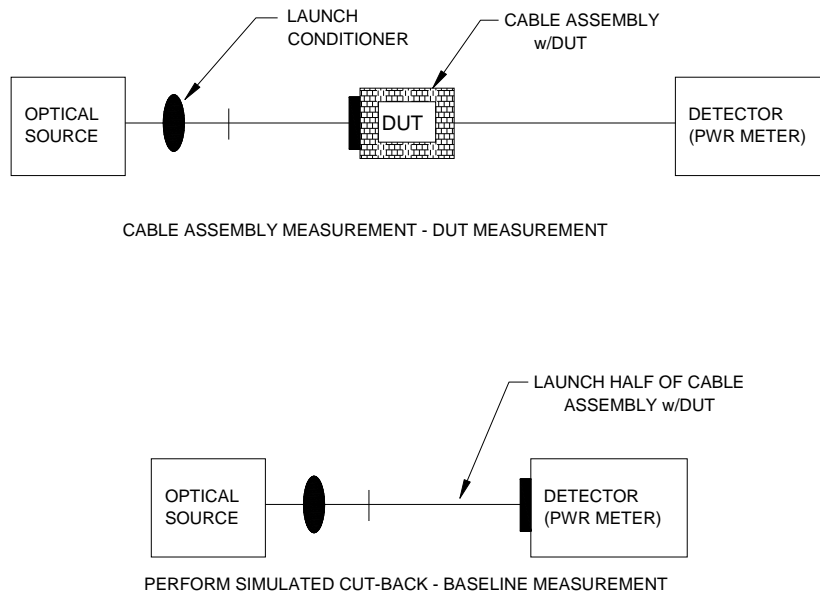 LAUNCH
CONDITIONER
CABLE ASSEMBLY
w/DUT
OPTICAL
SOURCE
DUT
DETECTOR
(PWR METER)
CABLE ASSEMBLY MEASUREMENT - DUT MEASUREMENT
LAUNCH HALF OF CABLE
ASSEMBLY w/DUT
OPTICAL
SOURCE
DETECTOR
(PWR METER)
PERFORM SIMULATED CUT-BACK - BASELINE MEASUREMENT